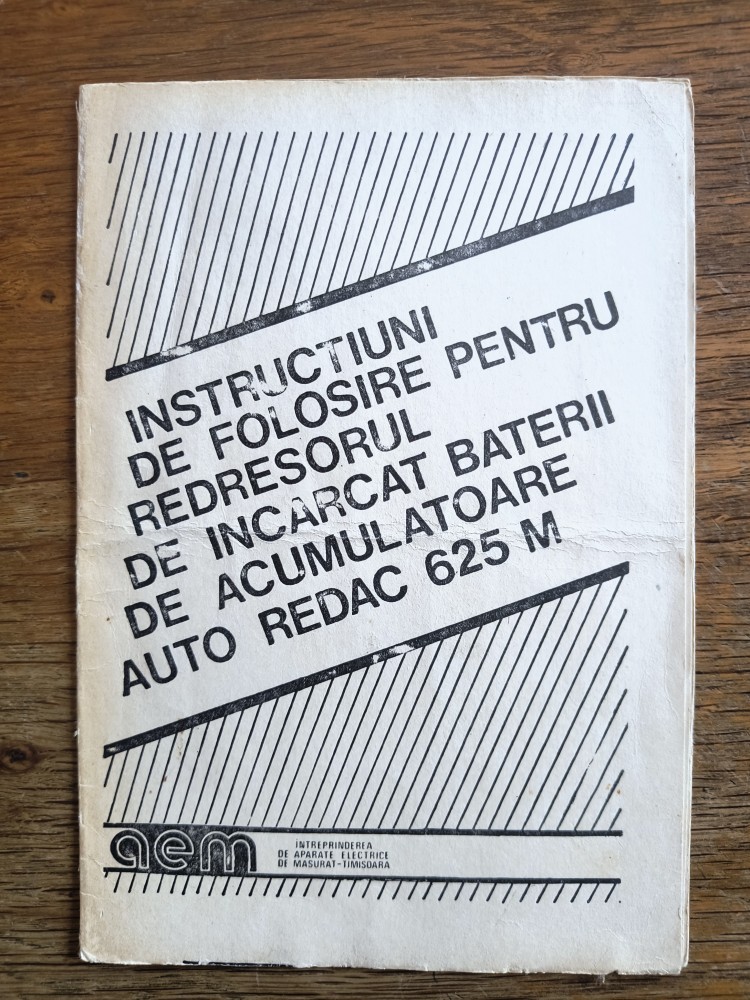 INSTRUCTIUNI
DE FOLOSIRE PENTRU
REDRESORUL
DE INCARCAT BATERII
DE ACUMULATOARE
AUTO REDAC 625 M
aem
INTREPRINDEREA
DE APARATE ELECTRICE
DE MASURAT-TIMISOARA